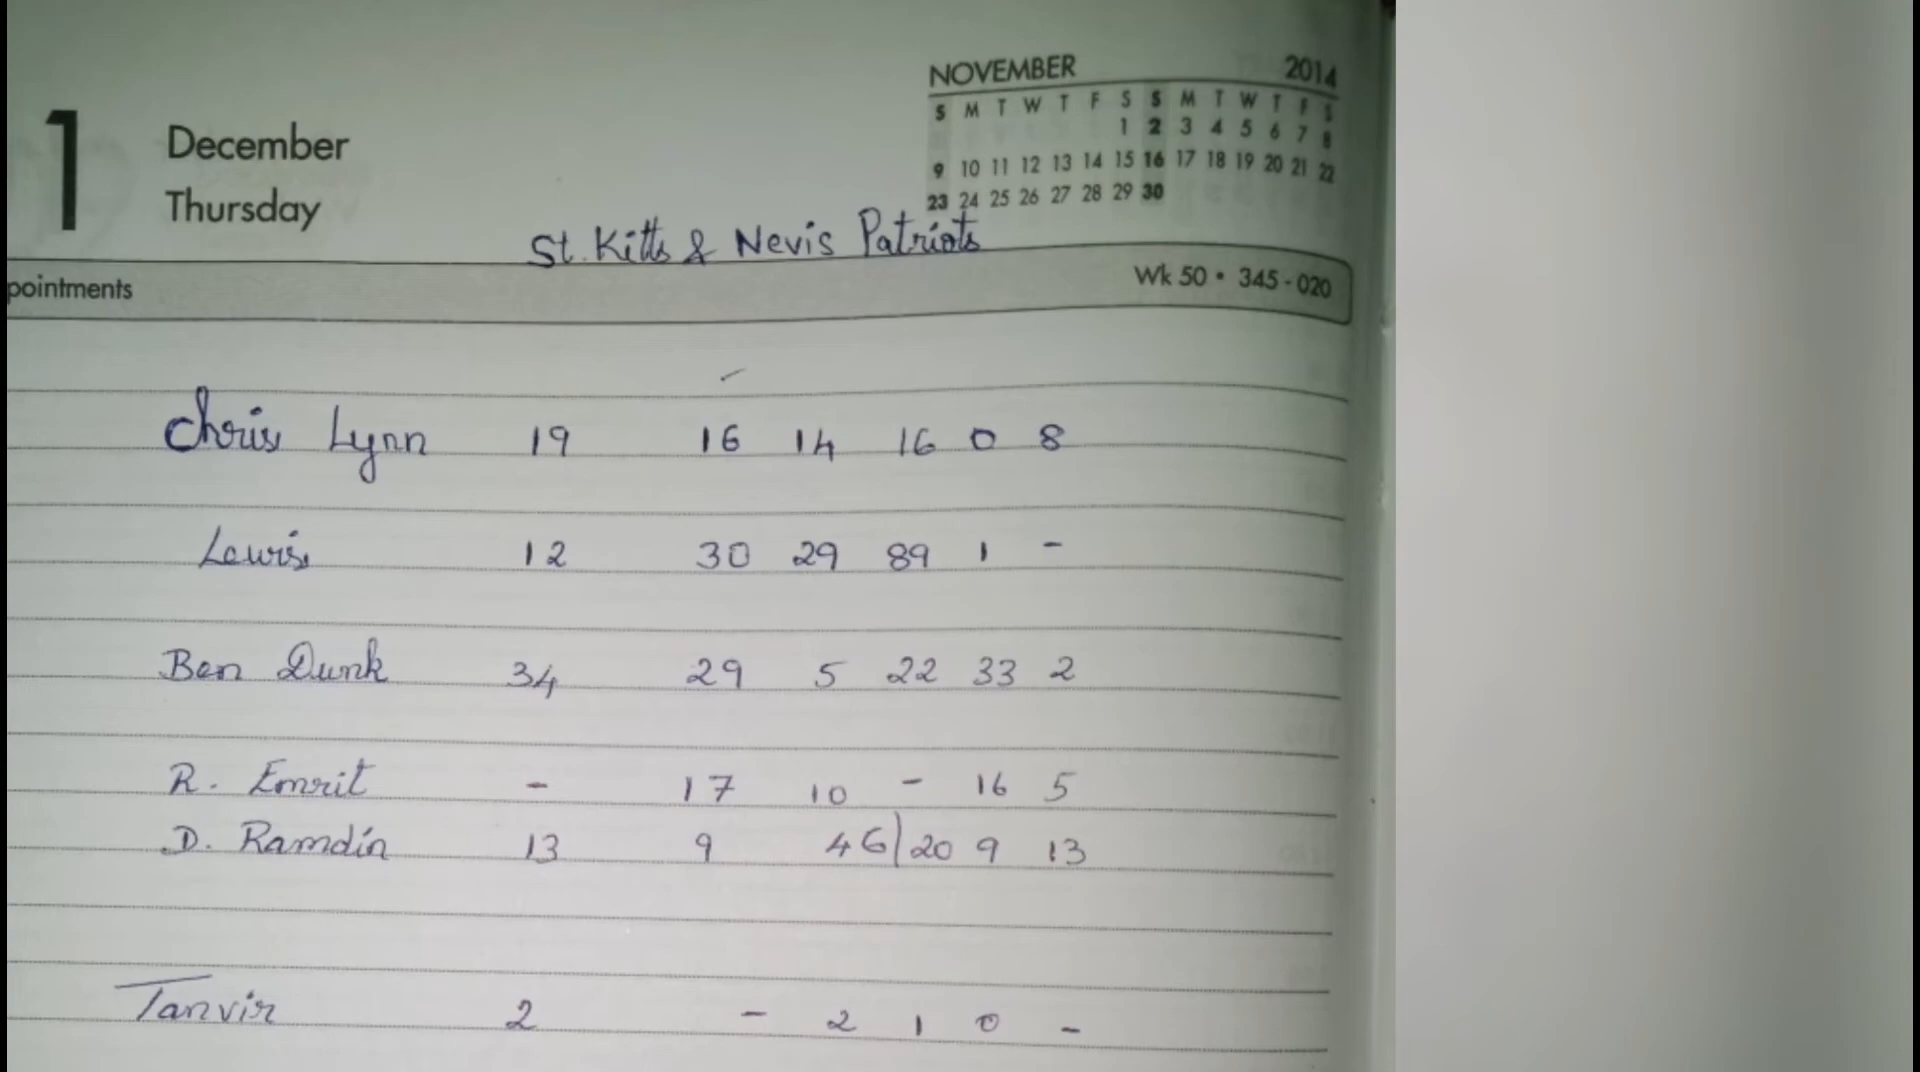 NOVEMBER 2014
S M T W T F S S M T W T F S
1 2 3 4 5 6 7 8
9 10 11 12 13 14 15 16 17 18 19 20 21 22
23 24 25 26 27 28 29 30
1 December
Thursday
St. Kitts & Nevis Patriots
pointments Wk 50 • 345 - 020
Chris Lynn 19 16 14 16 0 8
Lewis 12 30 29 89 1 -
Ben Dunk 34 29 5 22 33 2
R. Emrit - 17 10 - 16 5
D. Ramdin 13 9 46/20 9 13
Tanvir 2 - 2 1 0 -